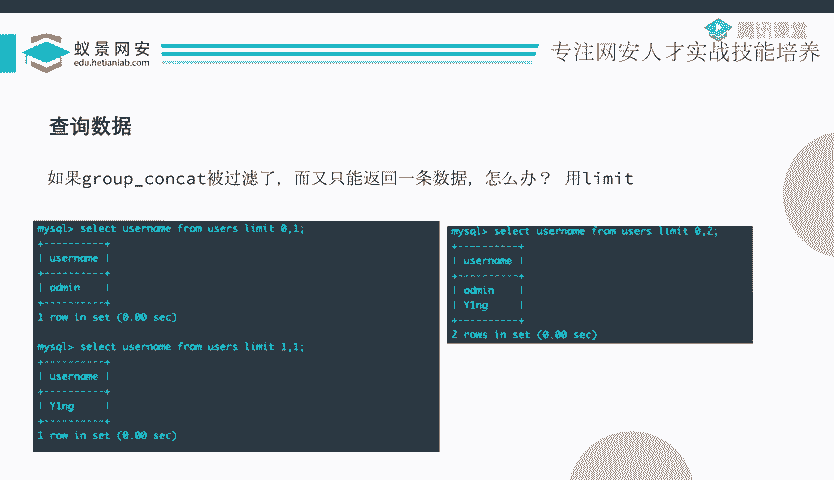 蚁景网安
edu.hetianlab.com
腾讯课堂
专注网安人才实战技能培养
查询数据
如果group_concat被过滤了，而又只能返回一条数据，怎么办？ 用limit
mysql> select username from users limit 0,1;
+----------+
| username |
+----------+
| admin    |
+----------+
1 row in set (0.00 sec)
mysql> select username from users limit 1,1;
+----------+
| username |
+----------+
| Y1ng     |
+----------+
1 row in set (0.00 sec)
mysql> select username from users limit 0,2;
+----------+
| username |
+----------+
| admin    |
| Y1ng     |
+----------+
2 rows in set (0.00 sec)